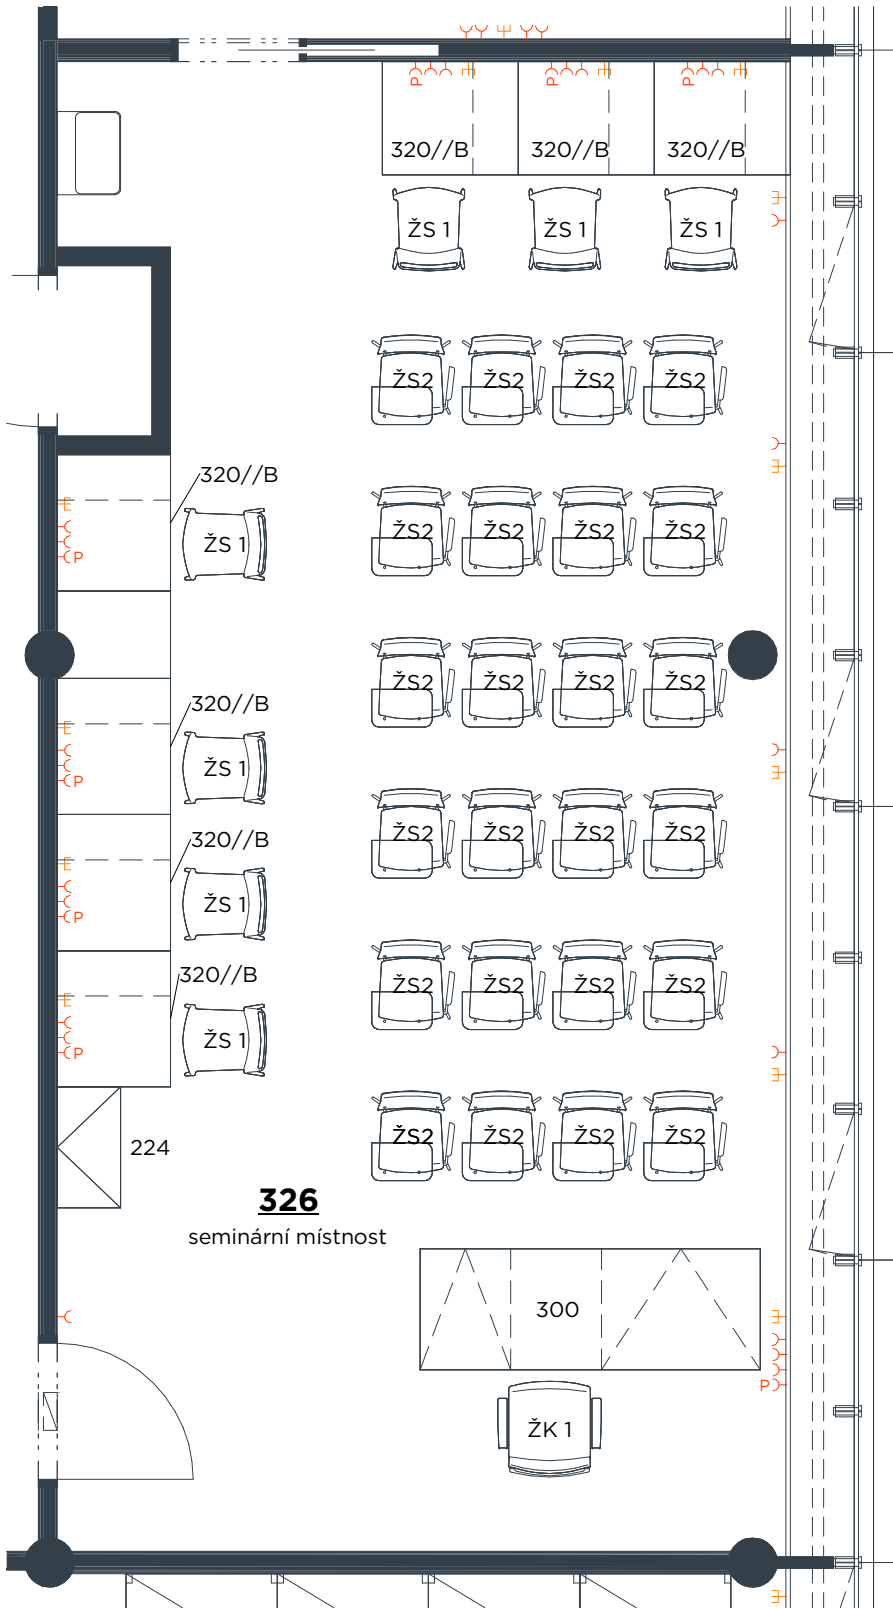 P P P
320//B 320//B 320//B
ŽS 1 ŽS 1 ŽS 1
ŽS2 ŽS2 ŽS2 ŽS2
320//B
ŽS2 ŽS2 ŽS2 ŽS2
ŽS 1
P
ŽS2 ŽS2 ŽS2 ŽS2
320//B
ŽS 1
P
ŽS2 ŽS2 ŽS2 ŽS2
320//B
ŽS 1
P
320//B
ŽS2 ŽS2 ŽS2 ŽS2
ŽS 1
P
ŽS2 ŽS2 ŽS2 ŽS2
224
326
seminární místnost
300
P
ŽK 1